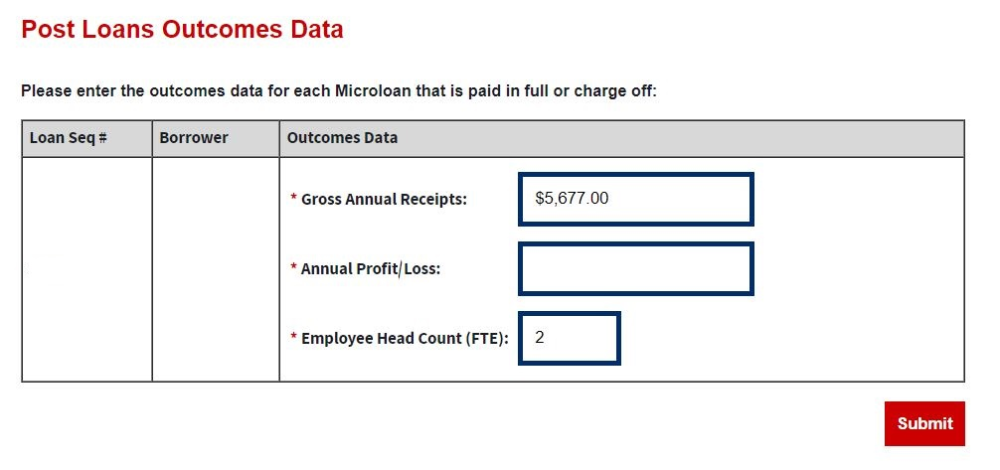 Post Loans Outcomes Data
Please enter the outcomes data for each Microloan that is paid in full or charge off:
Loan Seq # Borrower Outcomes Data
* Gross Annual Receipts: $5,677.00
* Annual Profit/Loss:
* Employee Head Count (FTE): 2
Submit